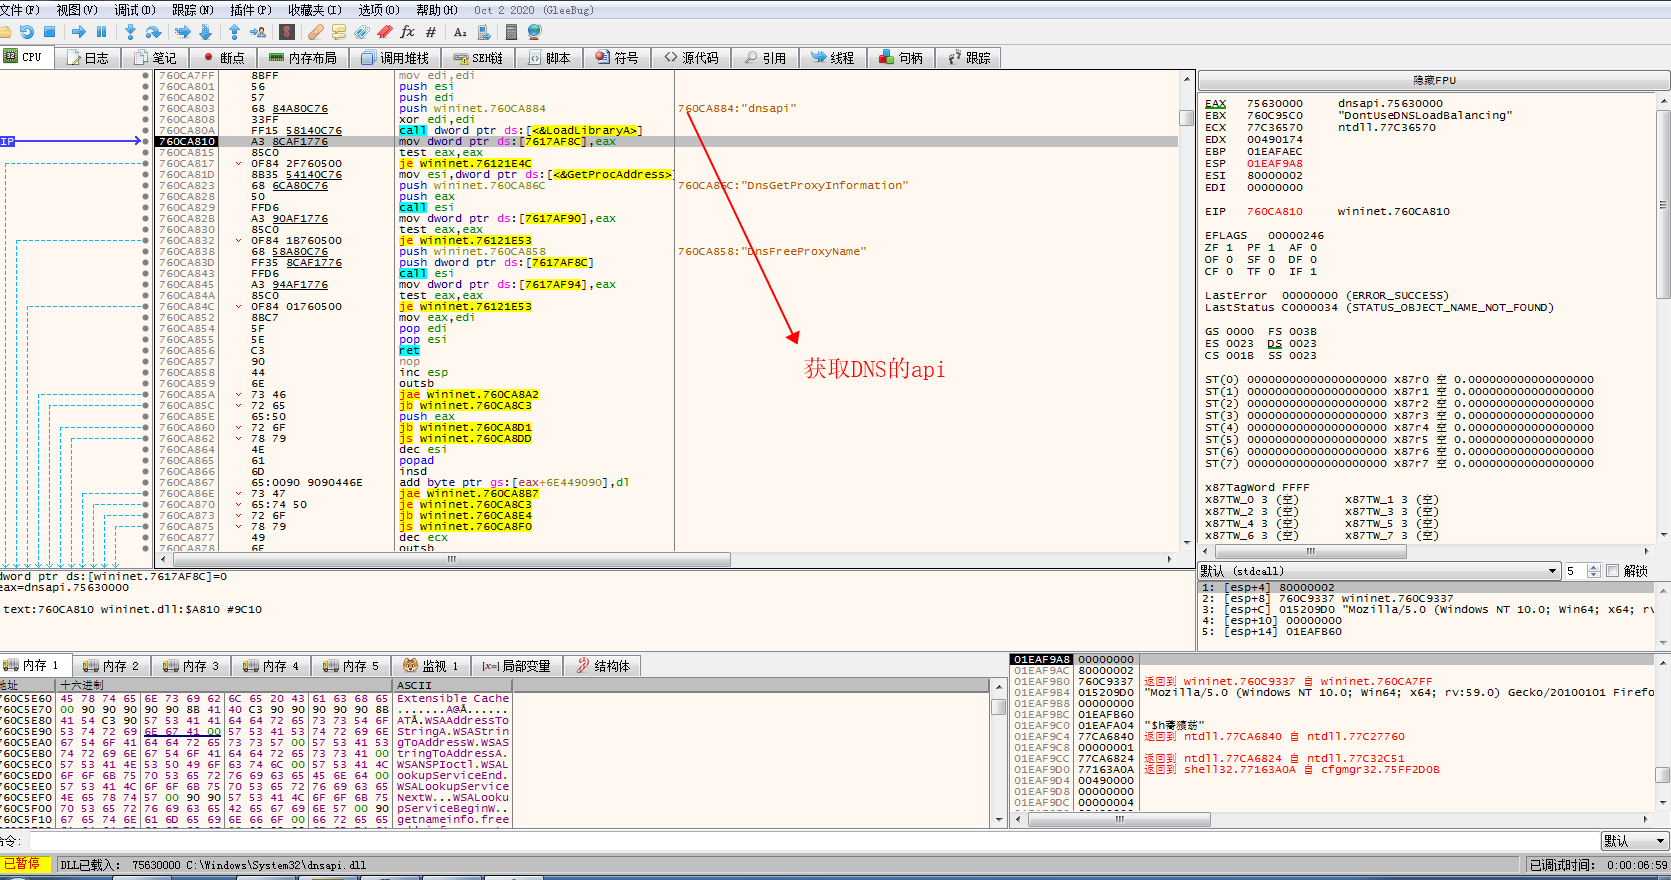 文件(F) 视图(V) 调试(D) 跟踪(N) 插件(P) 收藏夹(I) 选项(O) 帮助(H) Oct 2 2020 (GleeBug)
CPU 日志 笔记 断点 内存布局 调用堆栈 SEH链 脚本 符号 源代码 引用 线程 句柄 跟踪
760CA7FF 8BFF mov edi,edi
760CA801 56 push esi
760CA802 57 push edi
760CA803 68 84A80C76 push wininet.760CA884 760CA884:"dnsapi"
760CA808 33FF xor edi,edi
760CA80A FF15 58140C76 call dword ptr ds:[<&LoadLibraryA>]
IP 760CA810 A3 8CAF1776 mov dword ptr ds:[7617AF8C],eax
760CA815 85C0 test eax,eax
760CA817 0F84 2F760500 je wininet.76121E4C
760CA81D 8B35 54140C76 mov esi,dword ptr ds:[<&GetProcAddress>]
760CA823 68 6CA80C76 push wininet.760CA86C 760CA86C:"DnsGetProxyInformation"
760CA828 50 push eax
760CA829 FFD6 call esi
760CA82B A3 90AF1776 mov dword ptr ds:[7617AF90],eax
760CA830 85C0 test eax,eax
760CA832 0F84 1B760500 je wininet.76121E53
760CA838 68 58A80C76 push wininet.760CA858 760CA858:"DnsFreeProxyName"
760CA83D FF35 8CAF1776 push dword ptr ds:[7617AF8C]
760CA843 FFD6 call esi
760CA845 A3 94AF1776 mov dword ptr ds:[7617AF94],eax
760CA84A 85C0 test eax,eax
760CA84C 0F84 01760500 je wininet.76121E53
760CA852 8BC7 mov eax,edi
760CA854 5F pop edi
760CA855 5E pop esi
760CA856 C3 ret
760CA857 90 nop
760CA858 44 inc esp
760CA859 6E outsb
760CA85A 73 46 jae wininet.760CA8A2
760CA85C 72 65 jb wininet.760CA8C3
760CA85E 65:50 push eax
760CA860 72 6F jb wininet.760CA8D1
760CA862 78 79 js wininet.760CA8DD
760CA864 4E dec esi
760CA865 61 popad
760CA866 6D insd
760CA867 65:0090 9090446E add byte ptr gs:[eax+6E449090],dl
760CA86E 73 47 jae wininet.760CA8B7
760CA870 65:74 50 je wininet.760CA8C3
760CA873 72 6F jb wininet.760CA8E4
760CA875 78 79 js wininet.760CA8F0
760CA877 49 dec ecx
760CA878 6E outsb
获取DNS的api
隐藏FPU
EAX 75630000 dnsapi.75630000
EBX 760C95C0 "DontUseDNSLoadBalancing"
ECX 77C36570 ntdll.77C36570
EDX 00490174
EBP 01EAFAEC
ESP 01EAF9A8
ESI 80000002
EDI 00000000
EIP 760CA810 wininet.760CA810
EFLAGS 00000246
ZF 1 PF 1 AF 0
OF 0 SF 0 DF 0
CF 0 TF 0 IF 1
LastError 00000000 (ERROR_SUCCESS)
LastStatus C0000034 (STATUS_OBJECT_NAME_NOT_FOUND)
GS 0000 FS 003B
ES 0023 DS 0023
CS 001B SS 0023
ST(0) 00000000000000000000 x87r0 空 0.000000000000000000
ST(1) 00000000000000000000 x87r1 空 0.000000000000000000
ST(2) 00000000000000000000 x87r2 空 0.000000000000000000
ST(3) 00000000000000000000 x87r3 空 0.000000000000000000
ST(4) 00000000000000000000 x87r4 空 0.000000000000000000
ST(5) 00000000000000000000 x87r5 空 0.000000000000000000
ST(6) 00000000000000000000 x87r6 空 0.000000000000000000
ST(7) 00000000000000000000 x87r7 空 0.000000000000000000
x87TagWord FFFF
x87TW_0 3 (空) x87TW_1 3 (空)
x87TW_2 3 (空) x87TW_3 3 (空)
x87TW_4 3 (空) x87TW_5 3 (空)
x87TW_6 3 (空) x87TW_7 3 (空)
dword ptr ds:[wininet.7617AF8C]=0
eax=dnsapi.75630000
.text:760CA810 wininet.dll:$A810 #9C10
默认 (stdcall) 5 解锁
1: [esp+4] 80000002
2: [esp+8] 760C9337 wininet.760C9337
3: [esp+C] 015209D0 "Mozilla/5.0 (Windows NT 10.0; Win64; x64; rv
4: [esp+10] 00000000
5: [esp+14] 01EAFB60
内存 1 内存 2 内存 3 内存 4 内存 5 监视 1 [x=]局部变量 结构体
地址 十六进制 ASCII
760C5E60 45 78 74 65 6E 73 69 62 6C 65 20 43 61 63 68 65 Extensible Cache
760C5E70 00 90 90 90 90 90 8B 41 40 C3 90 90 90 90 90 8B .......A@Ã......
760C5E80 41 54 C3 90 57 53 41 41 64 64 72 65 73 73 54 6F ATÃ.WSAAddressTo
760C5E90 53 74 72 69 6E 67 41 00 57 53 41 53 74 72 69 6E StringA.WSAStrin
760C5EA0 67 54 6F 41 64 64 72 65 73 73 57 00 57 53 41 53 gToAddressW.WSAS
760C5EB0 74 72 69 6E 67 54 6F 41 64 64 72 65 73 73 41 00 tringToAddressA.
760C5EC0 57 53 41 4E 53 50 49 6F 63 74 6C 00 57 53 41 4C WSANSPIoctl.WSAL
760C5ED0 6F 6F 6B 75 70 53 65 72 76 69 63 65 45 6E 64 00 ookupServiceEnd.
760C5EE0 57 53 41 4C 6F 6F 6B 75 70 53 65 72 76 69 63 65 WSALookupService
760C5EF0 4E 65 78 74 57 00 90 90 57 53 41 4C 6F 6F 6B 75 NextW...WSALooku
760C5F00 70 53 65 72 76 69 63 65 42 65 67 69 6E 57 00 90 pServiceBeginW..
760C5F10 67 65 74 6E 61 6D 65 69 6E 66 6F 00 66 72 65 65 getnameinfo.free
01EAF9A8 00000000
01EAF9AC 80000002
01EAF9B0 760C9337 返回到 wininet.760C9337 自 wininet.760CA7FF
01EAF9B4 015209D0 "Mozilla/5.0 (Windows NT 10.0; Win64; x64; rv:59.0) Gecko/20100101 Firefo
01EAF9B8 00000000
01EAF9BC 01EAFB60
01EAF9C0 01EAFA04
01EAF9C4 77CA6840 返回到 ntdll.77CA6840 自 ntdll.77C27760
01EAF9C8 00000001
01EAF9CC 77CA6824 返回到 ntdll.77CA6824 自 ntdll.77C32C51
01EAF9D0 77163A0A 返回到 shell32.77163A0A 自 cfgmgr32.75FF2D0B
01EAF9D4 00490000
01EAF9D8 00000000
01EAF9DC 00000004
命令: 默认
已暂停 DLL已载入: 75630000 C:\Windows\System32\dnsapi.dll 已调试时间: 0:00:06:59